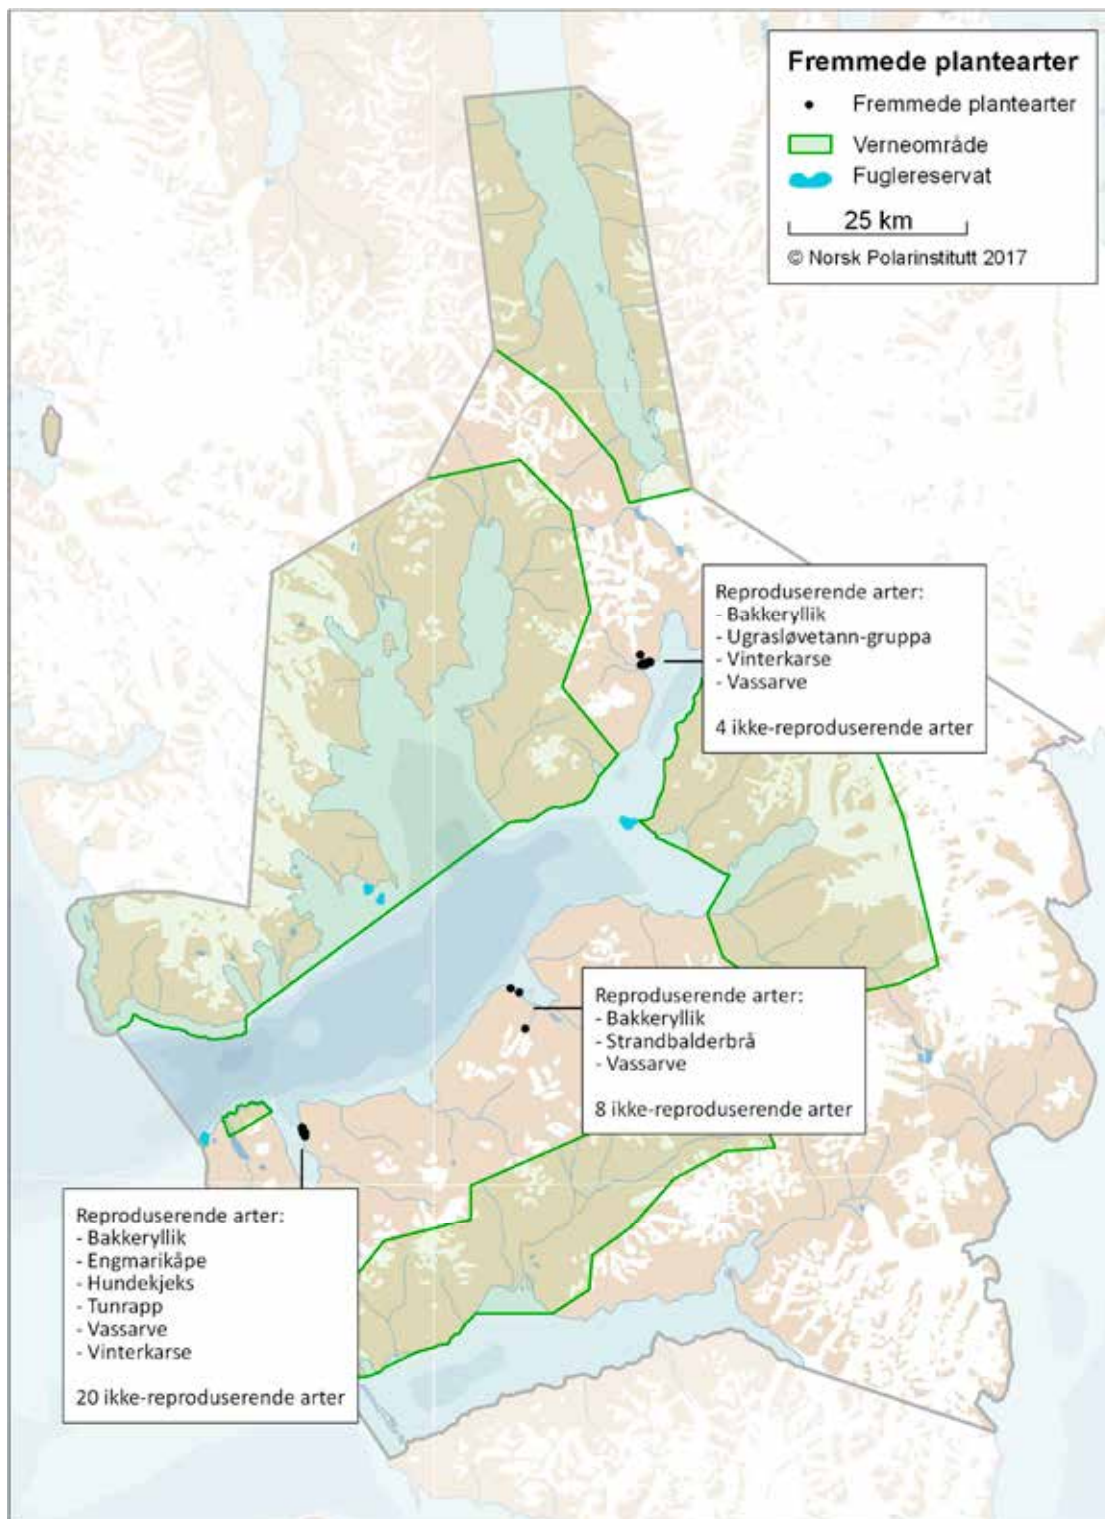 Fremmede plantearter
Fremmede plantearter
Verneområde
Fuglereservat
25 km
© Norsk Polarinstitutt 2017
Reproduserende arter:
- Bakkeryllik
- Ugrasløvetann-gruppa
- Vinterkarse
- Vassarve
4 ikke-reproduserende arter
Reproduserende arter:
- Bakkeryllik
- Strandbalderbrå
- Vassarve
8 ikke-reproduserende arter
Reproduserende arter:
- Bakkeryllik
- Engmarikåpe
- Hundekjeks
- Tunrapp
- Vassarve
- Vinterkarse
20 ikke-reproduserende arter